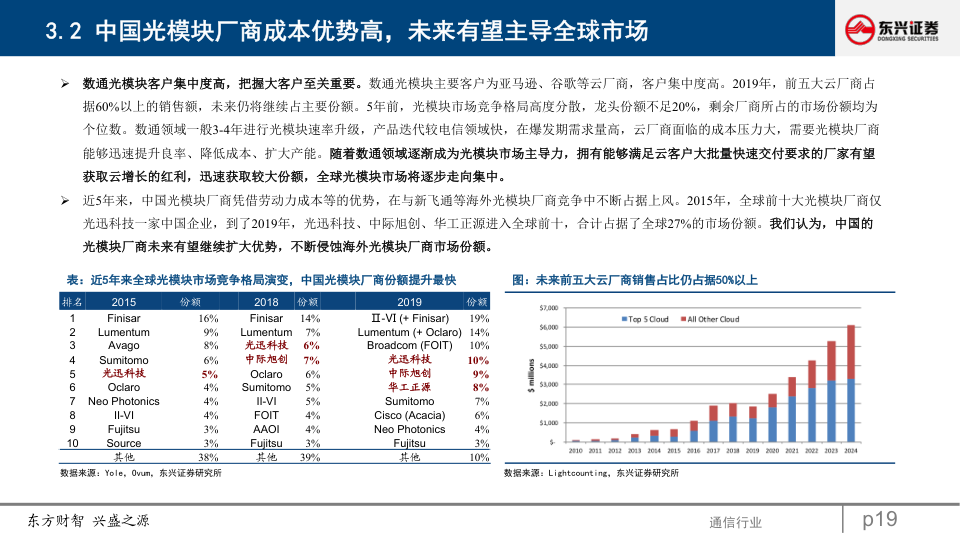 3.2 中国光模块厂商成本优势高，未来有望主导全球市场
东兴证券
DONGXING SECURITIES
➢ 数通光模块客户集中度高，把握大客户至关重要。数通光模块主要客户为亚马逊、谷歌等云厂商，客户集中度高。2019年，前五大云厂商占
据60%以上的销售额，未来仍将继续占主要份额。5年前，光模块市场竞争格局高度分散，龙头份额不足20%，剩余厂商所占的市场份额均为
个位数。数通领域一般3-4年进行光模块速率升级，产品迭代较电信领域快，在爆发期需求量高，云厂商面临的成本压力大，需要光模块厂商
能够迅速提升良率、降低成本、扩大产能。随着数通领域逐渐成为光模块市场主导力，拥有能够满足云客户大批量快速交付要求的厂家有望
获取云增长的红利，迅速获取较大份额，全球光模块市场将逐步走向集中。
➢ 近5年来，中国光模块厂商凭借劳动力成本等的优势，在与新飞通等海外光模块厂商竞争中不断占据上风。2015年，全球前十大光模块厂商仅
光迅科技一家中国企业，到了2019年，光迅科技、中际旭创、华工正源进入全球前十，合计占据了全球27%的市场份额。我们认为，中国的
光模块厂商未来有望继续扩大优势，不断侵蚀海外光模块厂商市场份额。
表：近5年来全球光模块市场竞争格局演变，中国光模块厂商份额提升最快
排名 2015 份额 2018 份额 2019 份额
1 Finisar 16% Finisar 14% Ⅱ-Ⅵ (+ Finisar) 19%
2 Lumentum 9% Lumentum 7% Lumentum (+ Oclaro) 14%
3 Avago 8% 光迅科技 6% Broadcom (FOIT) 10%
4 Sumitomo 6% 中际旭创 7% 光迅科技 10%
5 光迅科技 5% Oclaro 6% 中际旭创 9%
6 Oclaro 4% Sumitomo 5% 华工正源 8%
7 Neo Photonics 4% II-VI 5% Sumitomo 7%
8 II-VI 4% FOIT 4% Cisco (Acacia) 6%
9 Fujitsu 3% AAOI 4% Neo Photonics 4%
10 Source 3% Fujitsu 3% Fujitsu 3%
其他 38% 其他 39% 其他 10%
数据来源：Yole，Ovum，东兴证券研究所
图：未来前五大云厂商销售占比仍占据50%以上
$ millions
$7,000
$6,000
$5,000
$4,000
$3,000
$2,000
$1,000
$-
Top 5 Cloud All Other Cloud
2010 2011 2012 2013 2014 2015 2016 2017 2018 2019 2020 2021 2022 2023 2024
数据来源：Lightcounting，东兴证券研究所
东方财智 兴盛之源
通信行业
p19